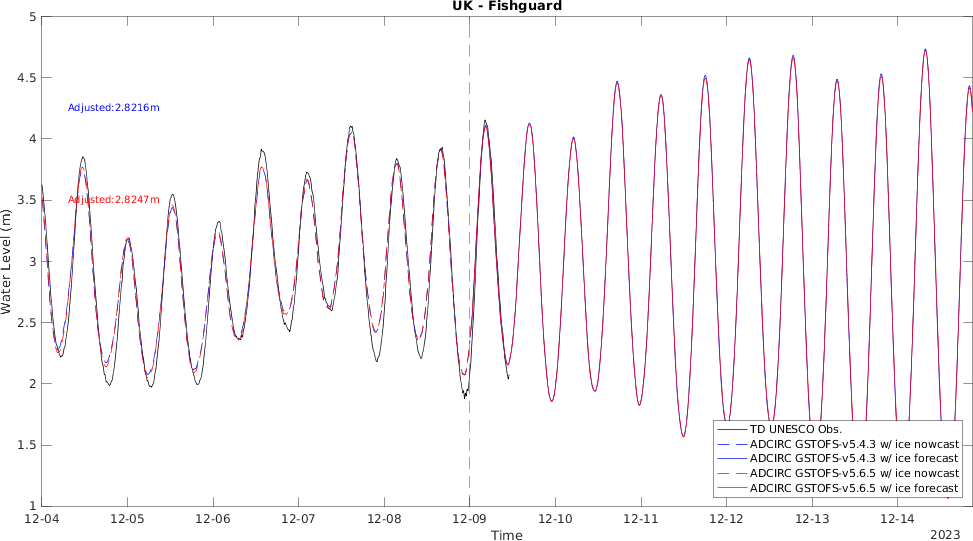 UK - Fishguard
5
4.5
4
3.5
3
2.5
2
1.5
1
Water Level (m)
Adjusted:2.8216m
Adjusted:2.8247m
TD UNESCO Obs.
ADCIRC GSTOFS-v5.4.3 w/ ice nowcast
ADCIRC GSTOFS-v5.4.3 w/ ice forecast
ADCIRC GSTOFS-v5.6.5 w/ ice nowcast
ADCIRC GSTOFS-v5.6.5 w/ ice forecast
12-04 12-05 12-06 12-07 12-08 12-09 12-10 12-11 12-12 12-13 12-14
Time
2023